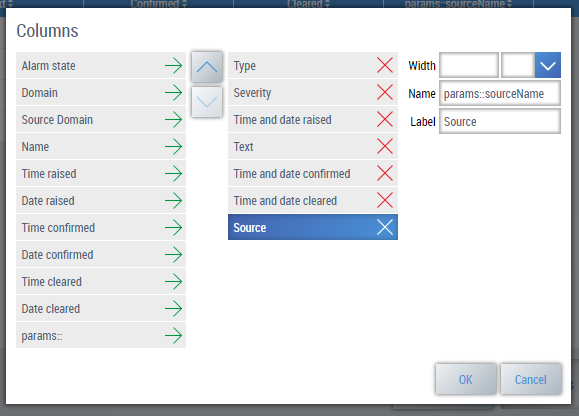 Confirmed
Cleared
params::sourceName
Columns
Alarm state
Domain
Source Domain
Name
Time raised
Date raised
Time confirmed
Date confirmed
Time cleared
Date cleared
params::
Type
Severity
Time and date raised
Text
Time and date confirmed
Time and date cleared
Source
Width
Name params::sourceName
Label Source
OK
Cancel